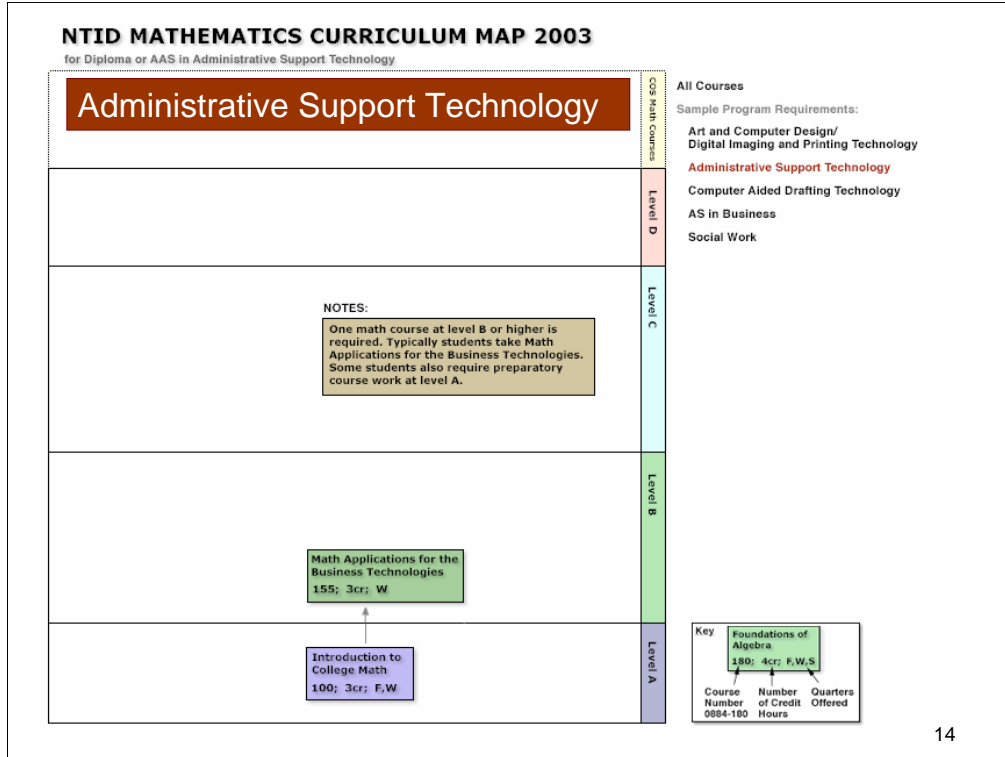 NTID MATHEMATICS CURRICULUM MAP 2003
for Diploma or AAS in Administrative Support Technology
Administrative Support Technology
COS Math Courses
Level D
Level C
Level B
Level A
NOTES:
One math course at level B or higher is
required. Typically students take Math
Applications for the Business Technologies.
Some students also require preparatory
course work at level A.
Math Applications for the
Business Technologies
155; 3cr; W
Introduction to
College Math
100; 3cr; F,W
All Courses
Sample Program Requirements:
Art and Computer Design/
Digital Imaging and Printing Technology
Administrative Support Technology
Computer Aided Drafting Technology
AS in Business
Social Work
Key
Foundations of
Algebra
180; 4cr; F,W,S
Course
Number
0884-180
Number
of Credit
Hours
Quarters
Offered
14